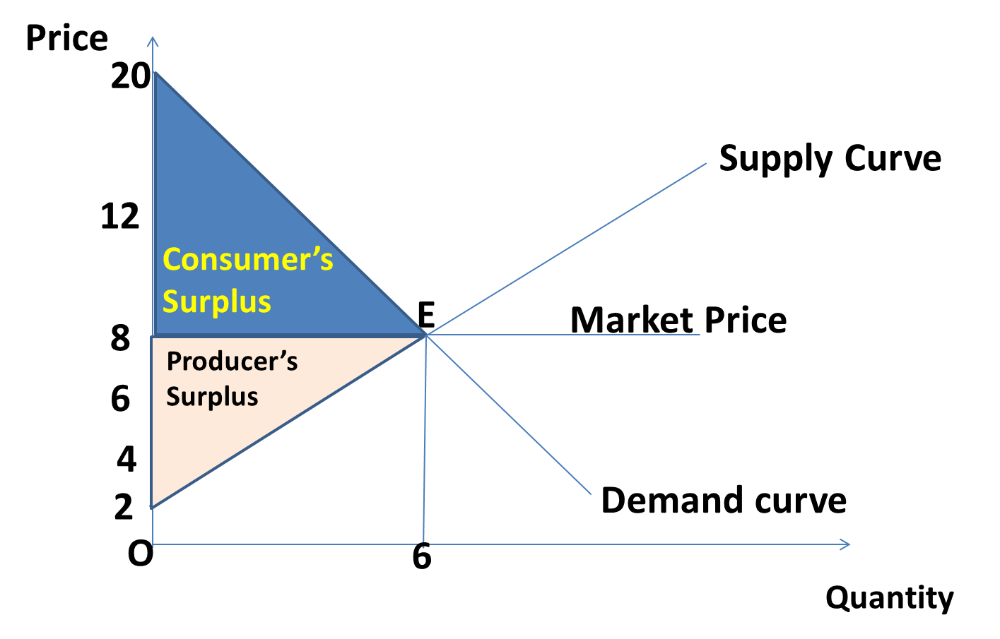 Price
20
Supply Curve
12
Consumer’s
Surplus
E
Market Price
8
Producer’s
Surplus
6
4
2
Demand curve
O
6
Quantity